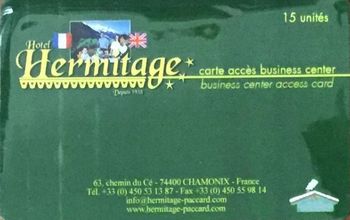 15 unités
Hotel
Hermitage
Depuis 1933
carte accès business center
business center access card
63, chemin du Cé - 74400 CHAMONIX - France
Tél. +33 (0) 450 53 13 87 - Fax +33 (0) 450 55 98 14
info@hermitage-paccard.com
www.hermitage-paccard.com